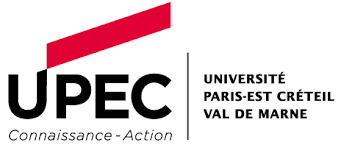 UPEC
Connaissance - Action
UNIVERSITÉ
PARIS-EST CRÉTEIL
VAL DE MARNE